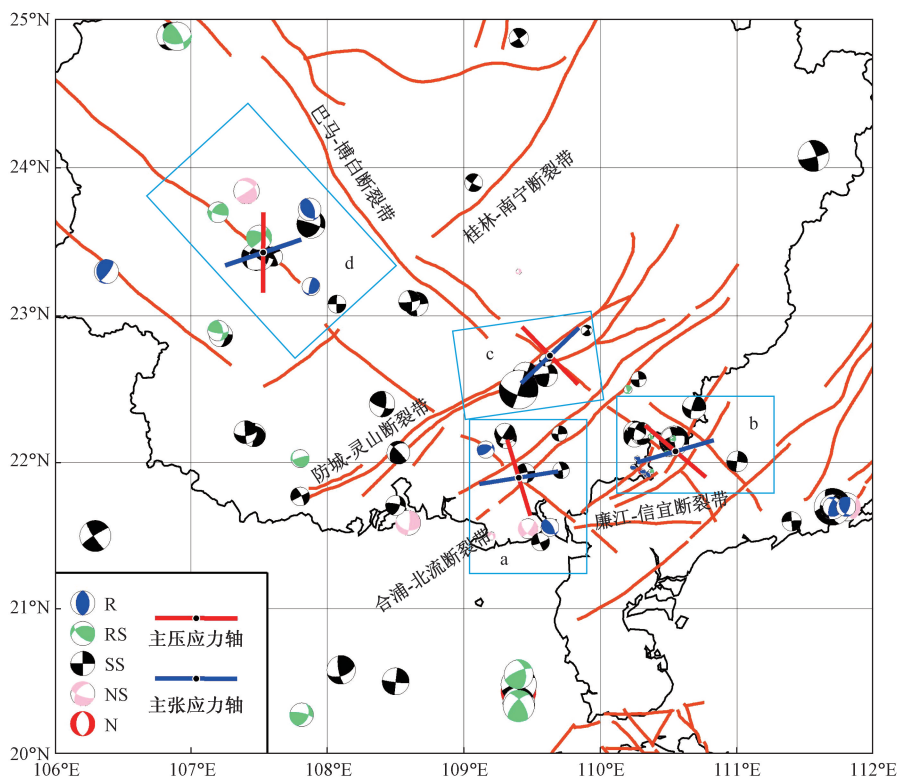 25°N
24°N
23°N
22°N
21°N
20°N
巴马-博白断裂带
桂林-南宁断裂带
d
c
b
防城-灵山断裂带
廉江-信宜断裂带
合浦-北流断裂带
a
R
RS
SS
NS
N
主压应力轴
主张应力轴
106°E
107°E
108°E
109°E
110°E
111°E
112°E